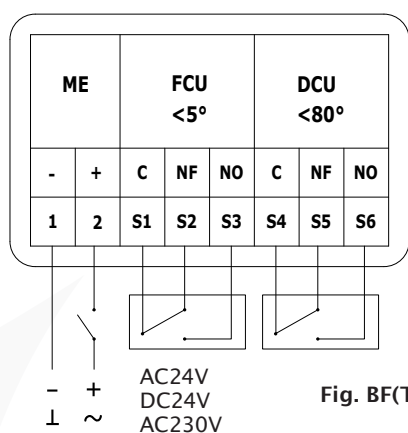 ME FCU DCU
<5° <80°
- + C NF NO C NF NO
1 2 S1 S2 S3 S4 S5 S6
– + AC24V
⊥ ~ DC24V
AC230V
Fig. BF(T